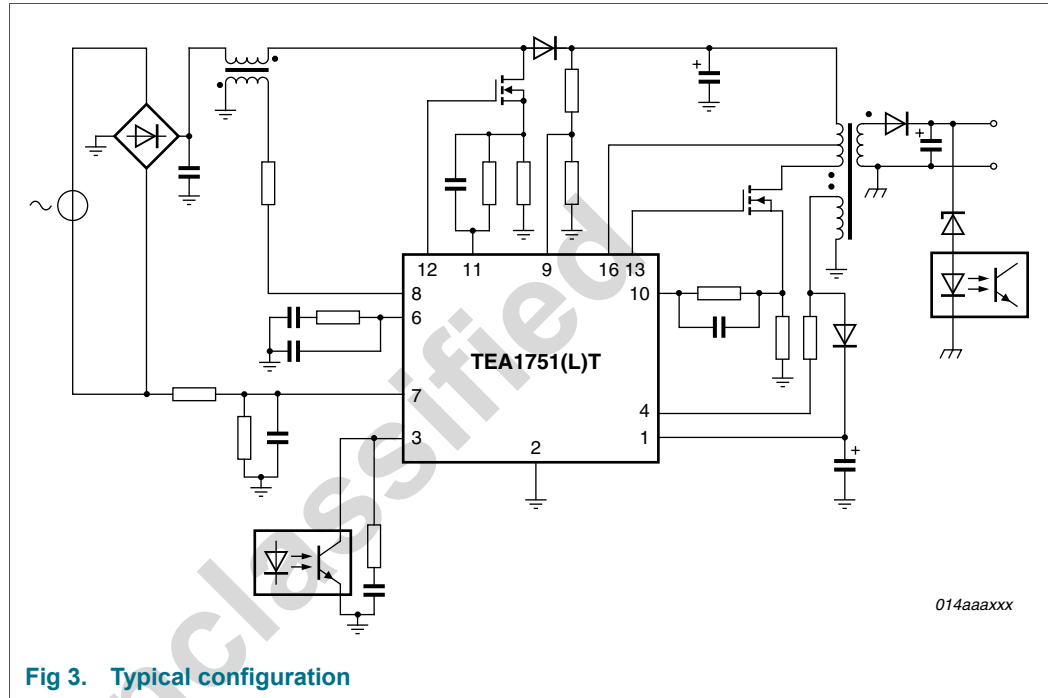 +
+
12 11 9 16 13
8
10
6
TEA1751(L)T
7
4
3
1
2
+
014aaaxxx
Fig 3. Typical configuration
nclassified